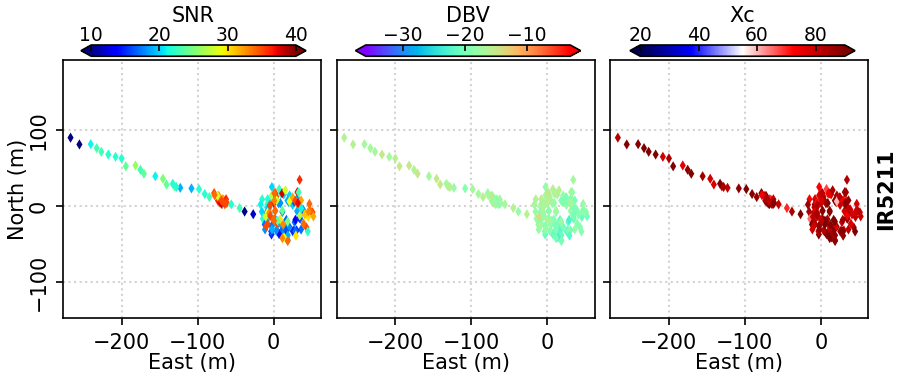 SNR DBV Xc
10 20 30 40 −30 −20 −10 20 40 60 80
North (m)
100
0
−100
−200 −100 0 −200 −100 0 −200 −100 0
East (m) East (m) East (m)
IR5211